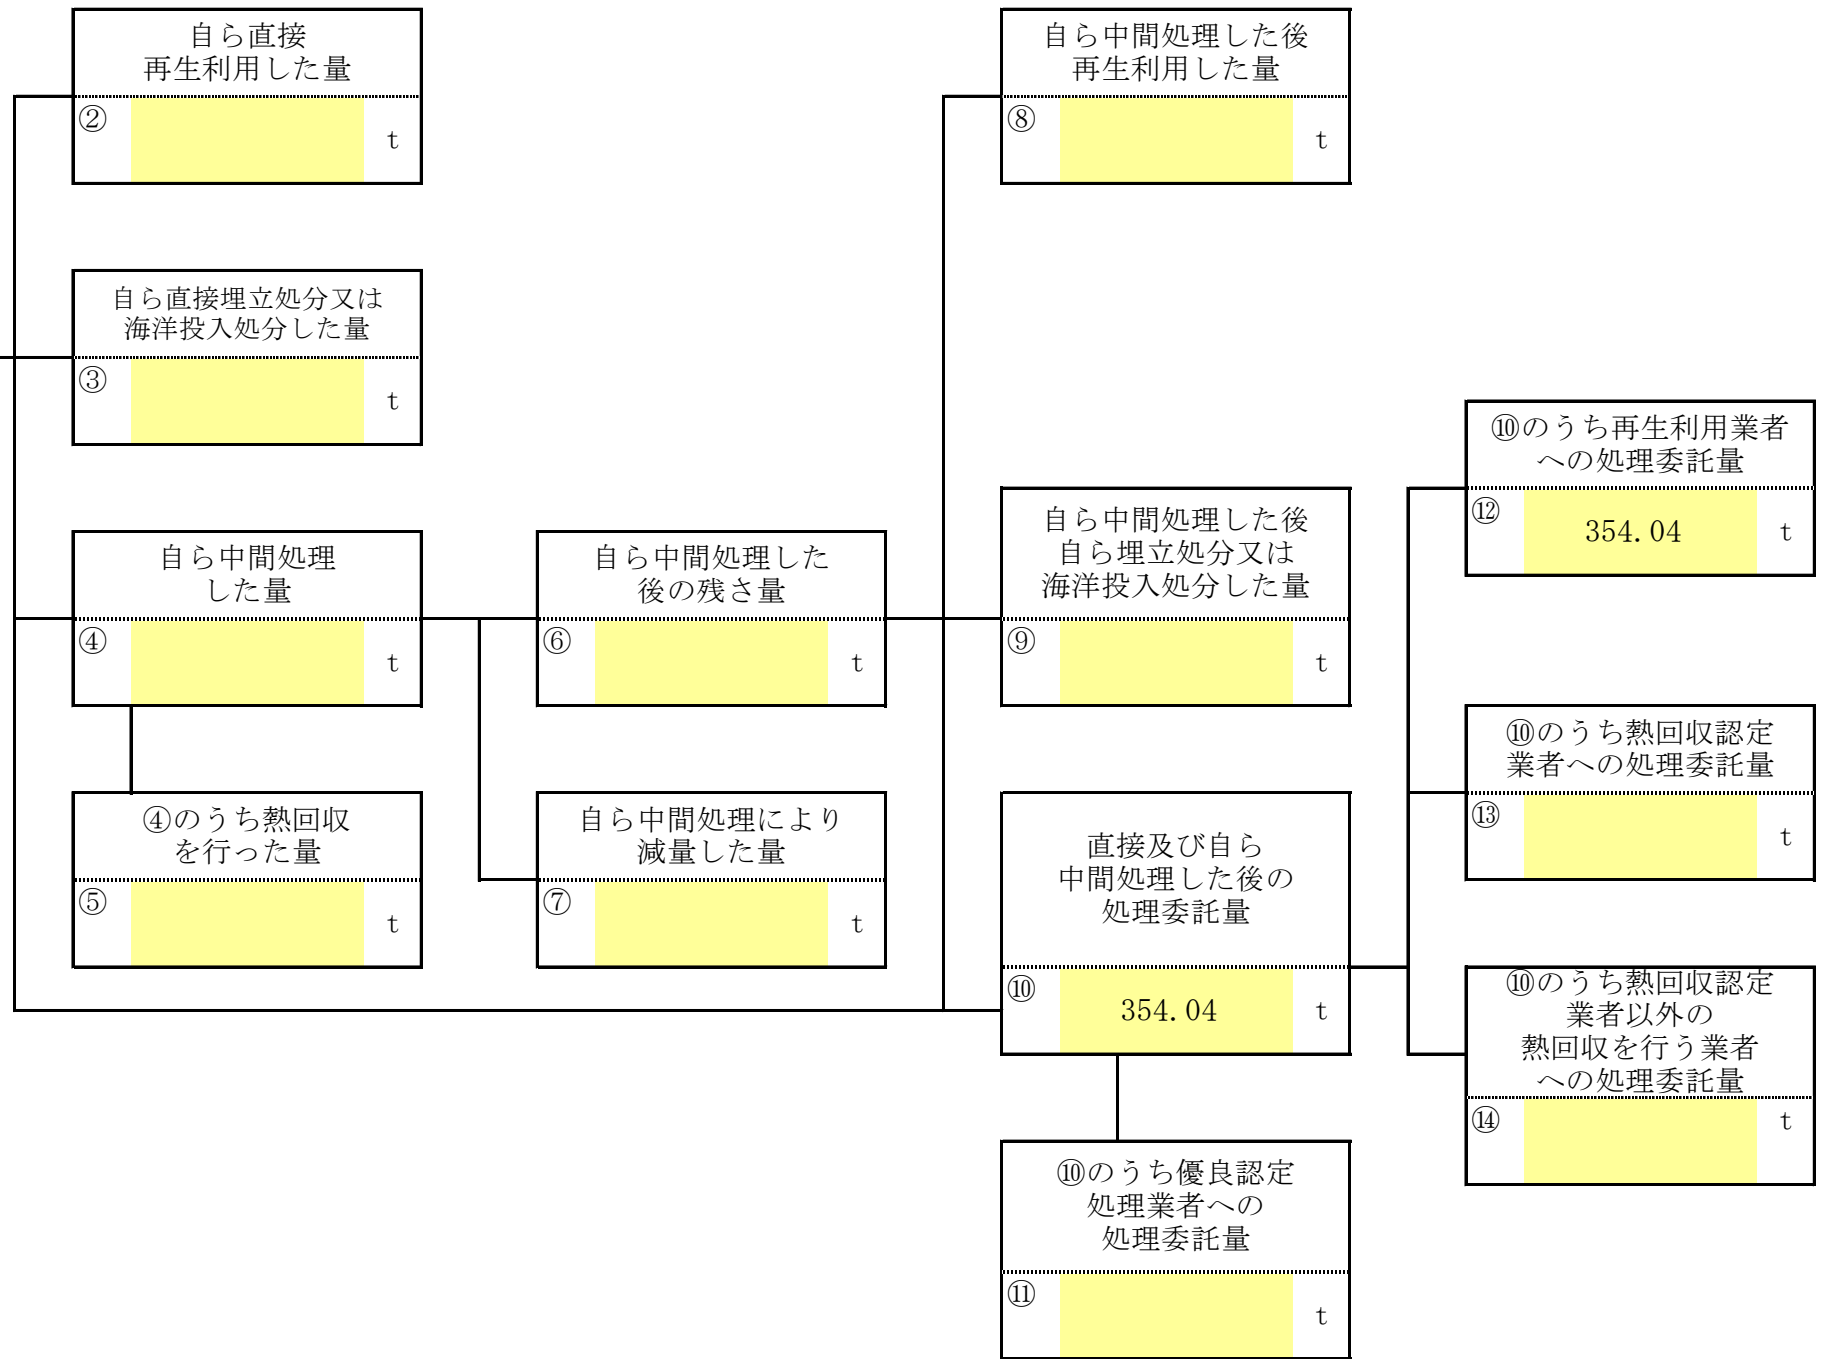 自ら直接
再生利用した量
②
t
自ら中間処理した後
再生利用した量
⑧
t
自ら直接埋立処分又は
海洋投入処分した量
③
t
⑩のうち再生利用業者
への処理委託量
⑫
354.04
t
自ら中間処理
した量
④
t
自ら中間処理した
後の残さ量
⑥
t
自ら中間処理した後
自ら埋立処分又は
海洋投入処分した量
⑨
t
⑩のうち熱回収認定
業者への処理委託量
⑬
t
④のうち熱回収
を行った量
⑤
t
自ら中間処理により
減量した量
⑦
t
直接及び自ら
中間処理した後の
処理委託量
⑩
354.04
t
⑩のうち熱回収認定
業者以外の
熱回収を行う業者
への処理委託量
⑭
t
⑩のうち優良認定
処理業者への
処理委託量
⑪
t